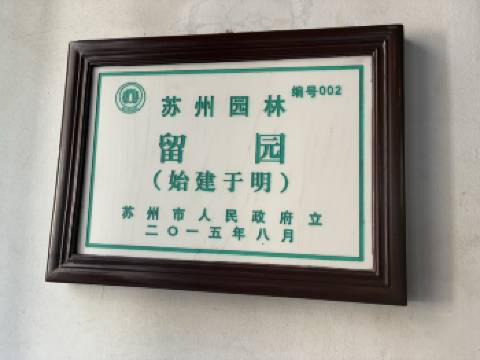 编号002
苏州园林
留园
（始建于明）
苏州市人民政府立
二〇一五年八月